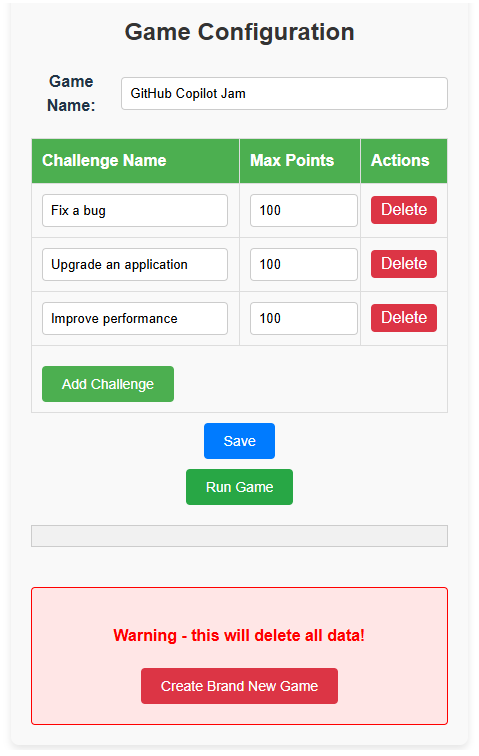 Game Configuration
Game
Name:
GitHub Copilot Jam
Challenge Name Max Points Actions
Fix a bug 100 Delete
Upgrade an application 100 Delete
Improve performance 100 Delete
Add Challenge
Save
Run Game
Warning - this will delete all data!
Create Brand New Game